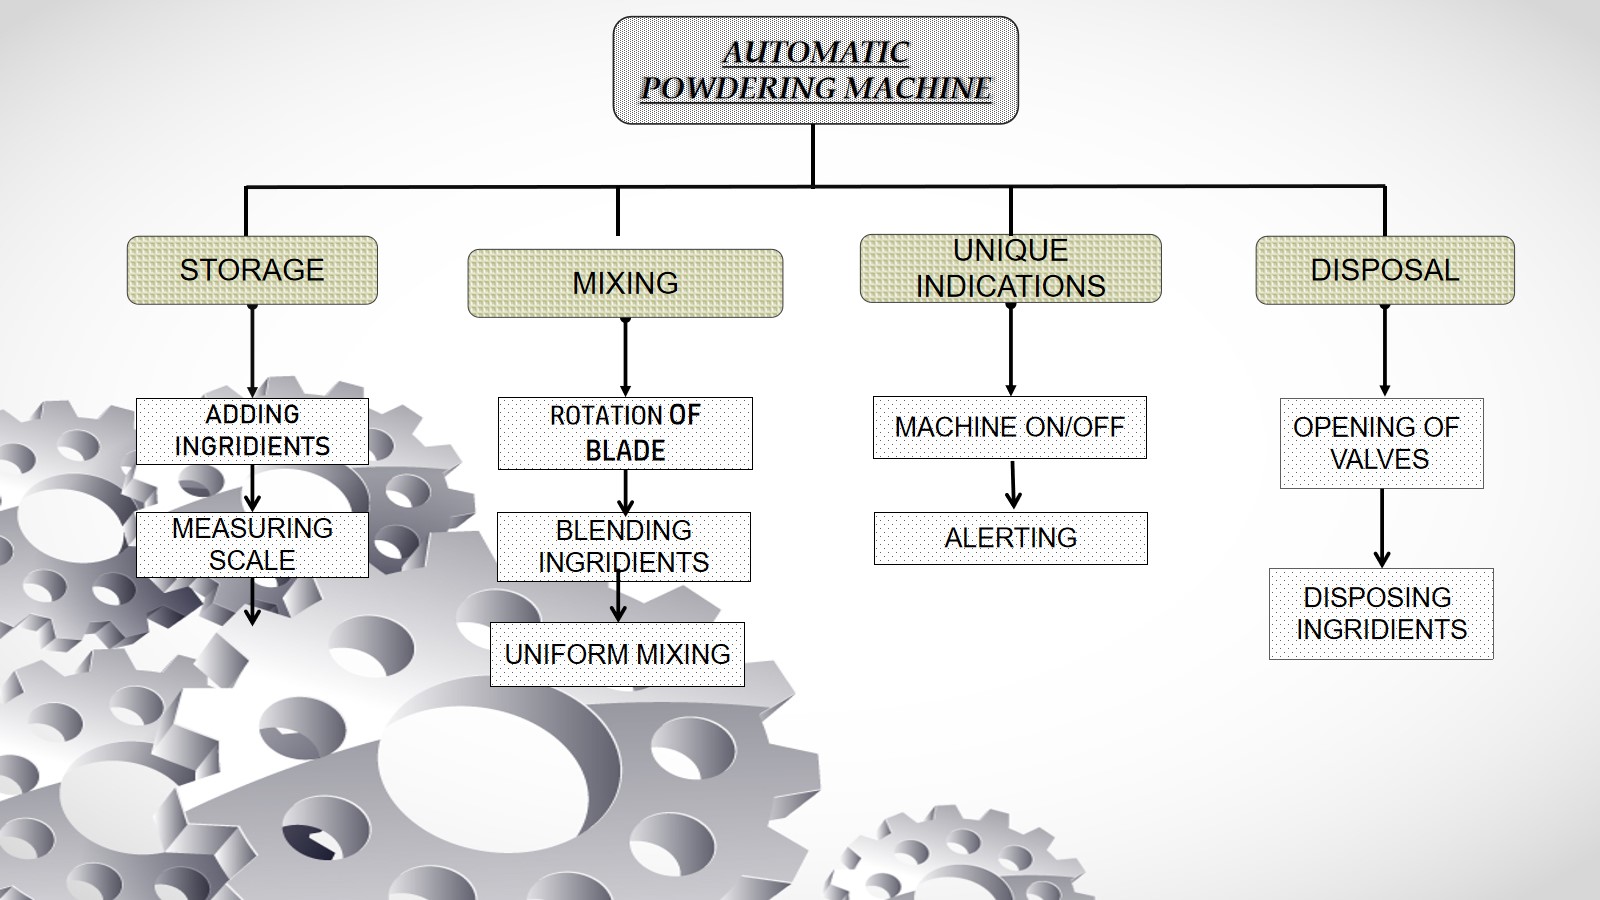 AUTOMATIC
POWDERING MACHINE
STORAGE
MIXING
UNIQUE
INDICATIONS
DISPOSAL
ADDING
INGRIDIENTS
MEASURING
SCALE
ROTATION OF
BLADE
BLENDING
INGRIDIENTS
UNIFORM MIXING
MACHINE ON/OFF
ALERTING
OPENING OF
VALVES
DISPOSING
INGRIDIENTS